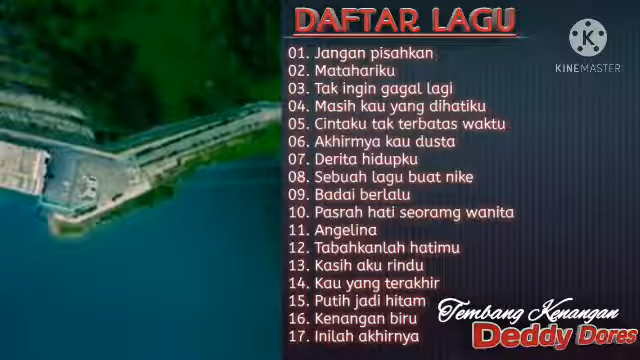 DAFTAR LAGU
KINEMASTER
01. Jangan pisahkan
02. Matahariku
03. Tak ingin gagal lagi
04. Masih kau yang dihatiku
05. Cintaku tak terbatas waktu
06. Akhirmya kau dusta
07. Derita hidupku
08. Sebuah lagu buat nike
09. Badai berlalu
10. Pasrah hati seoramg wanita
11. Angelina
12. Tabahkanlah hatimu
13. Kasih aku rindu
14. Kau yang terakhir
15. Putih jadi hitam
16. Kenangan biru
17. Inilah akhirnya
Tembang Kenangan
Deddy Dores